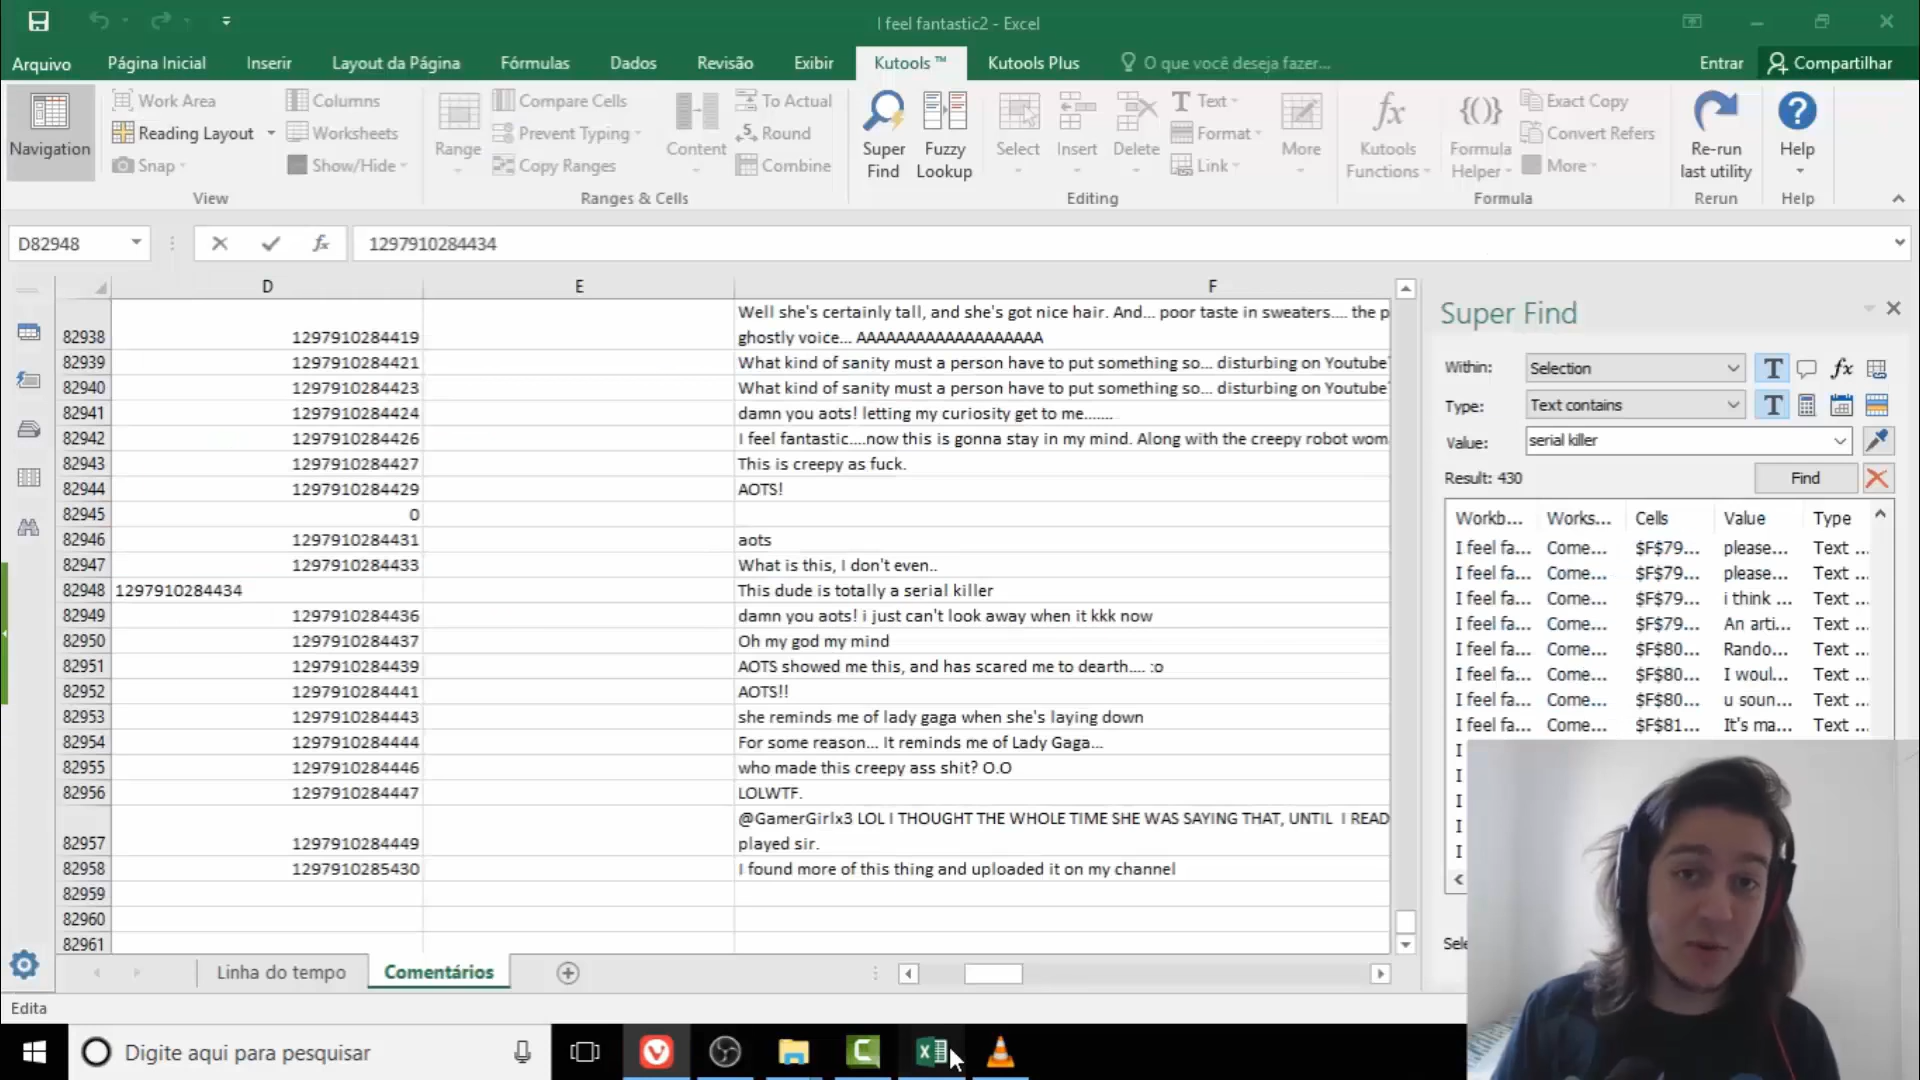 I feel fantastic2 - Excel
Arquivo Página Inicial Inserir Layout da Página Fórmulas Dados Revisão Exibir Kutools ™ Kutools Plus O que você deseja fazer... Entrar Compartilhar
Navigation
Work Area
Reading Layout
Snap
Columns
Worksheets
Show/Hide
View
Range
Compare Cells
Prevent Typing
Copy Ranges
Content
To Actual
Round
Combine
Ranges & Cells
Super Find
Fuzzy Lookup
Select
Insert
Delete
Text
Format
Link
More
Editing
Kutools Functions
Formula Helper
Exact Copy
Convert Refers
More
Formula
Re-run last utility
Rerun
Help
Help
D82948 fx 1297910284434
D E F
Well she's certainly tall, and she's got nice hair. And... poor taste in sweaters.... the p
82938 1297910284419 ghostly voice... AAAAAAAAAAAAAAAAAAA
82939 1297910284421 What kind of sanity must a person have to put something so... disturbing on Youtube
82940 1297910284423 What kind of sanity must a person have to put something so... disturbing on Youtube
82941 1297910284424 damn you aots! letting my curiosity get to me.......
82942 1297910284426 I feel fantastic....now this is gonna stay in my mind. Along with the creepy robot wom
82943 1297910284427 This is creepy as fuck.
82944 1297910284429 AOTS!
82945 0
82946 1297910284431 aots
82947 1297910284433 What is this, I don't even..
82948 1297910284434 This dude is totally a serial killer
82949 1297910284436 damn you aots! i just can't look away when it kkk now
82950 1297910284437 Oh my god my mind
82951 1297910284439 AOTS showed me this, and has scared me to dearth.... :o
82952 1297910284441 AOTS!!
82953 1297910284443 she reminds me of lady gaga when she's laying down
82954 1297910284444 For some reason... It reminds me of Lady Gaga...
82955 1297910284446 who made this creepy ass shit? O.O
82956 1297910284447 LOLWTF.
@GamerGirlx3 LOL I THOUGHT THE WHOLE TIME SHE WAS SAYING THAT, UNTIL I READ
82957 1297910284449 played sir.
82958 1297910285430 I found more of this thing and uploaded it on my channel
82959
82960
82961
Super Find
Within: Selection
Type: Text contains
Value: serial killer
Result: 430 Find
Workb... Works... Cells Value Type
I feel fa... Come... $F$79... please... Text ...
I feel fa... Come... $F$79... please... Text ...
I feel fa... Come... $F$79... i think ... Text ...
I feel fa... Come... $F$79... An arti... Text ...
I feel fa... Come... $F$80... Rando... Text ...
I feel fa... Come... $F$80... I woul... Text ...
I feel fa... Come... $F$80... u soun... Text ...
I feel fa... Come... $F$81... It's ma... Text ...
I
I
I
I
I
Sele
Linha do tempo Comentários
Edita
Digite aqui para pesquisar